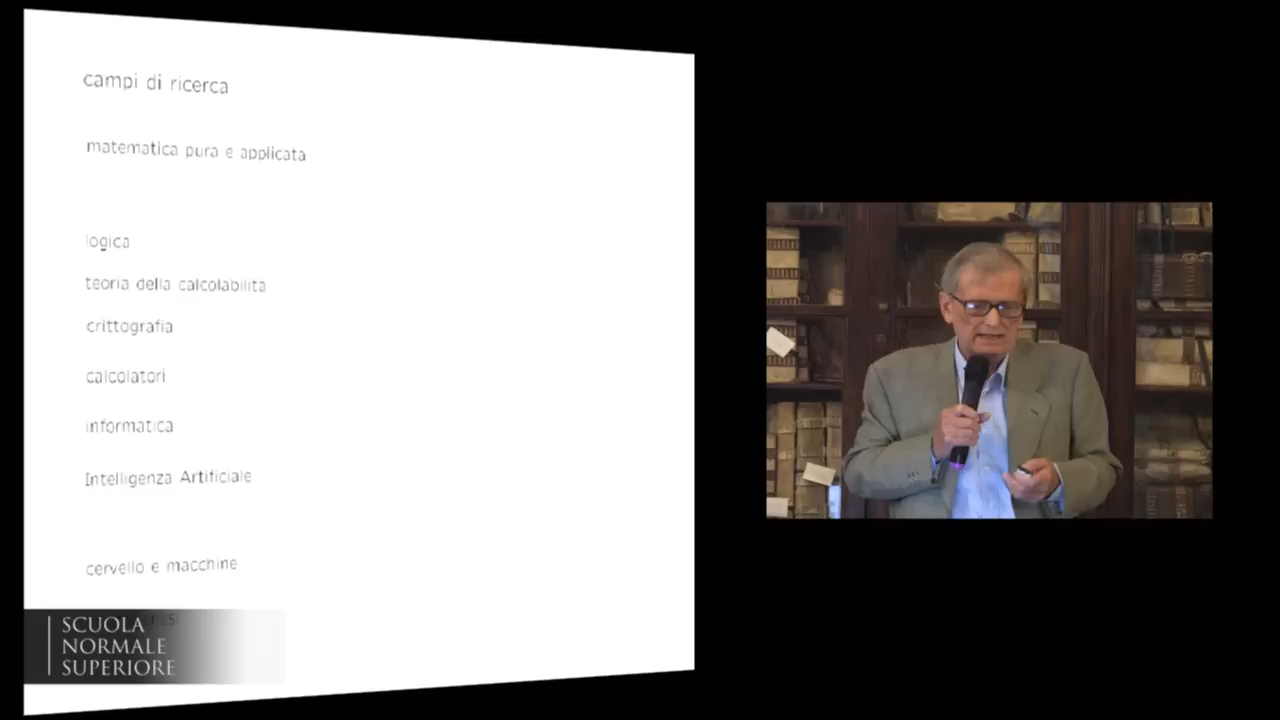 campi di ricerca
matematica pura e applicata
logica
teoria della calcolabilità
crittografia
calcolatori
informatica
Intelligenza Artificiale
cervello e macchine
SCUOLA
NORMALE
SUPERIORE